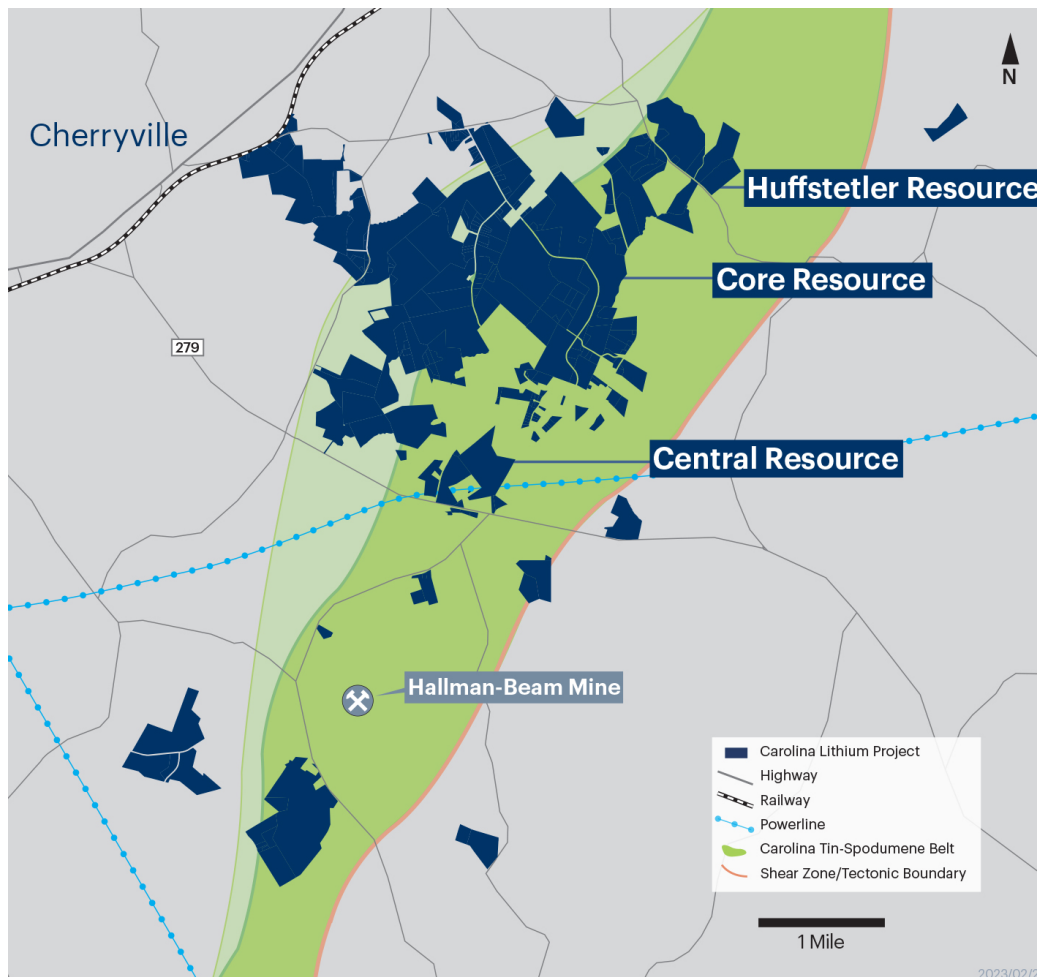 N
Cherryville
Huffstetler Resource
Core Resource
279
Central Resource
Hallman-Beam Mine
Carolina Lithium Project
Highway
Railway
Powerline
Carolina Tin-Spodumene Belt
Shear Zone/Tectonic Boundary
1 Mile